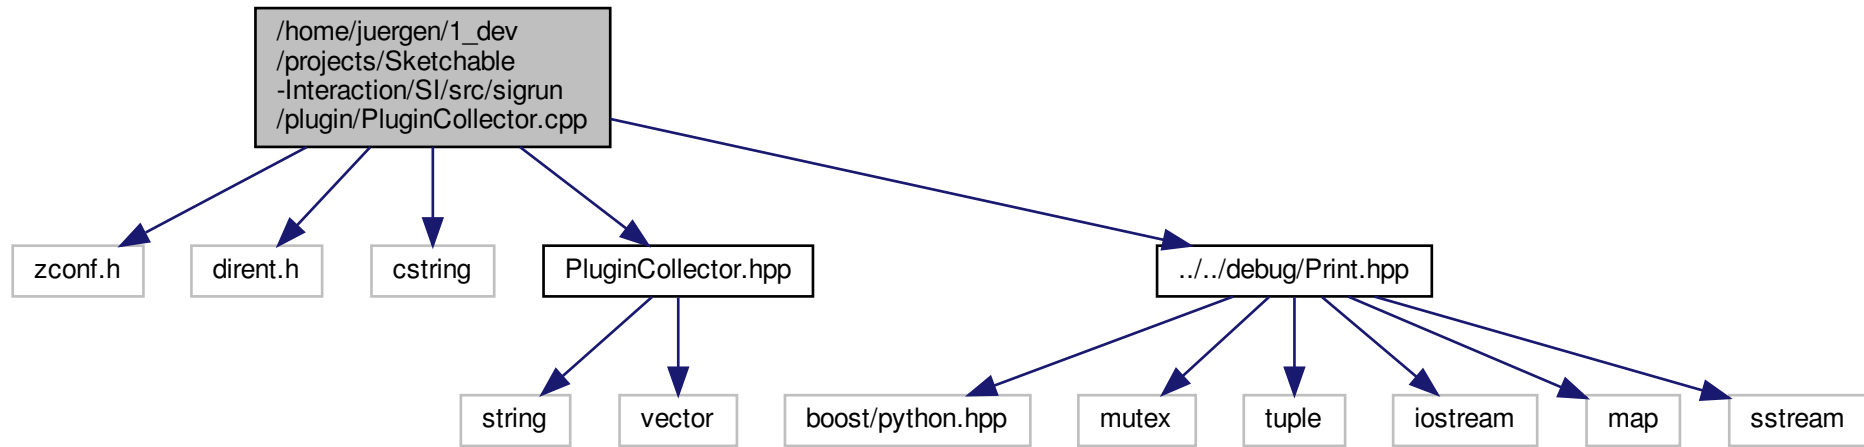 /home/juergen/1_dev
/projects/Sketchable
-Interaction/SI/src/sigrun
/plugin/PluginCollector.cpp
zconf.h
dirent.h
cstring
PluginCollector.hpp
../../debug/Print.hpp
string
vector
boost/python.hpp
mutex
tuple
iostream
map
sstream